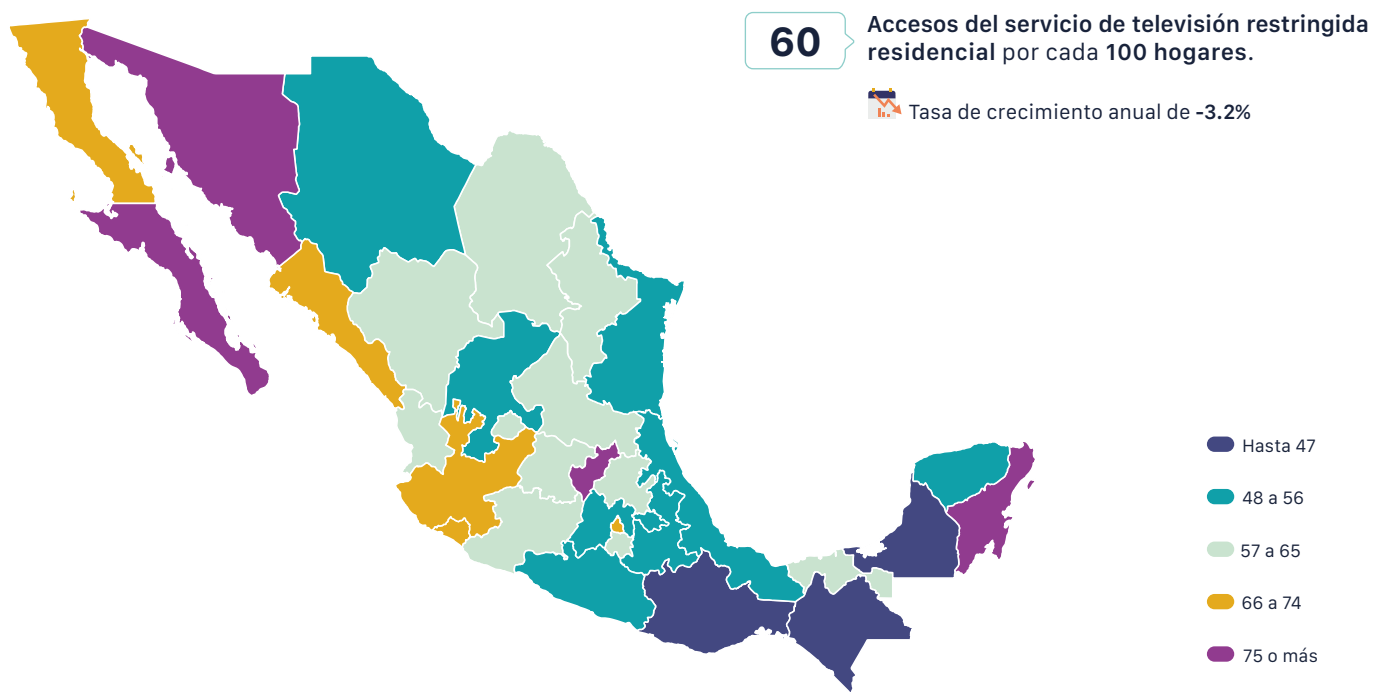 60
Accesos del servicio de televisión restringida
residencial por cada 100 hogares.
Tasa de crecimiento anual de -3.2%
Hasta 47
48 a 56
57 a 65
66 a 74
75 o más